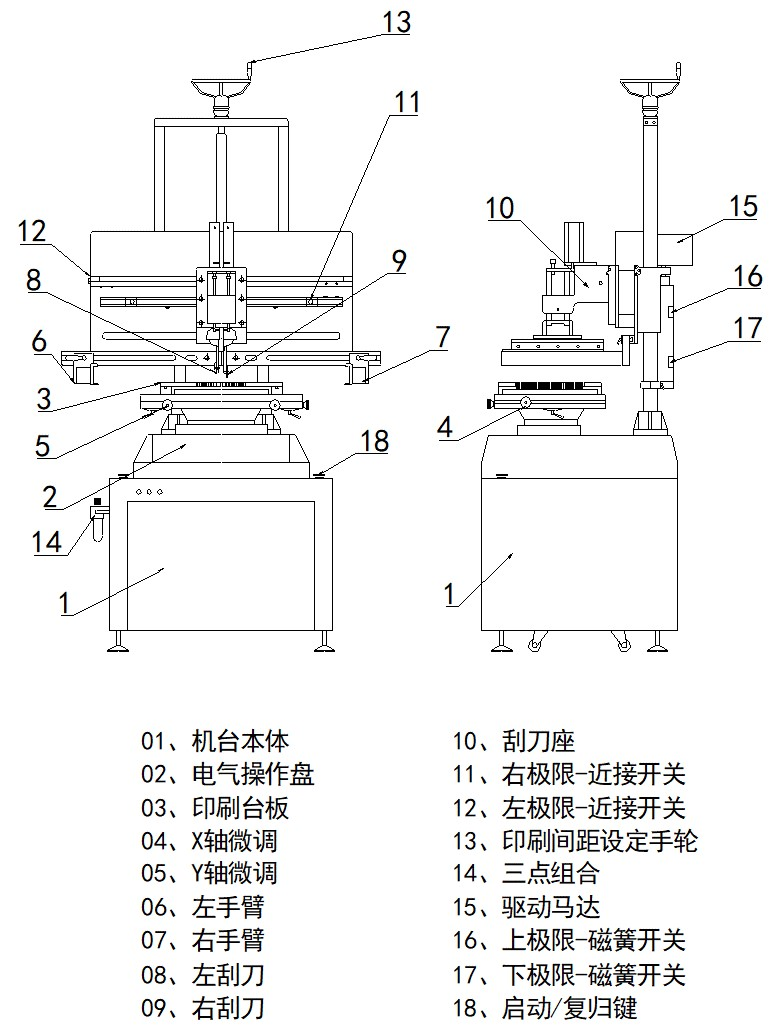 13
11
12
8
9
6
7
3
5
18
2
14
1
10
15
16
17
4
1
01、机台本体
02、电气操作盘
03、印刷台板
04、X轴微调
05、Y轴微调
06、左手臂
07、右手臂
08、左刮刀
09、右刮刀
10、刮刀座
11、右极限-近接开关
12、左极限-近接开关
13、印刷间距设定手轮
14、三点组合
15、驱动马达
16、上极限-磁簧开关
17、下极限-磁簧开关
18、启动/复归键